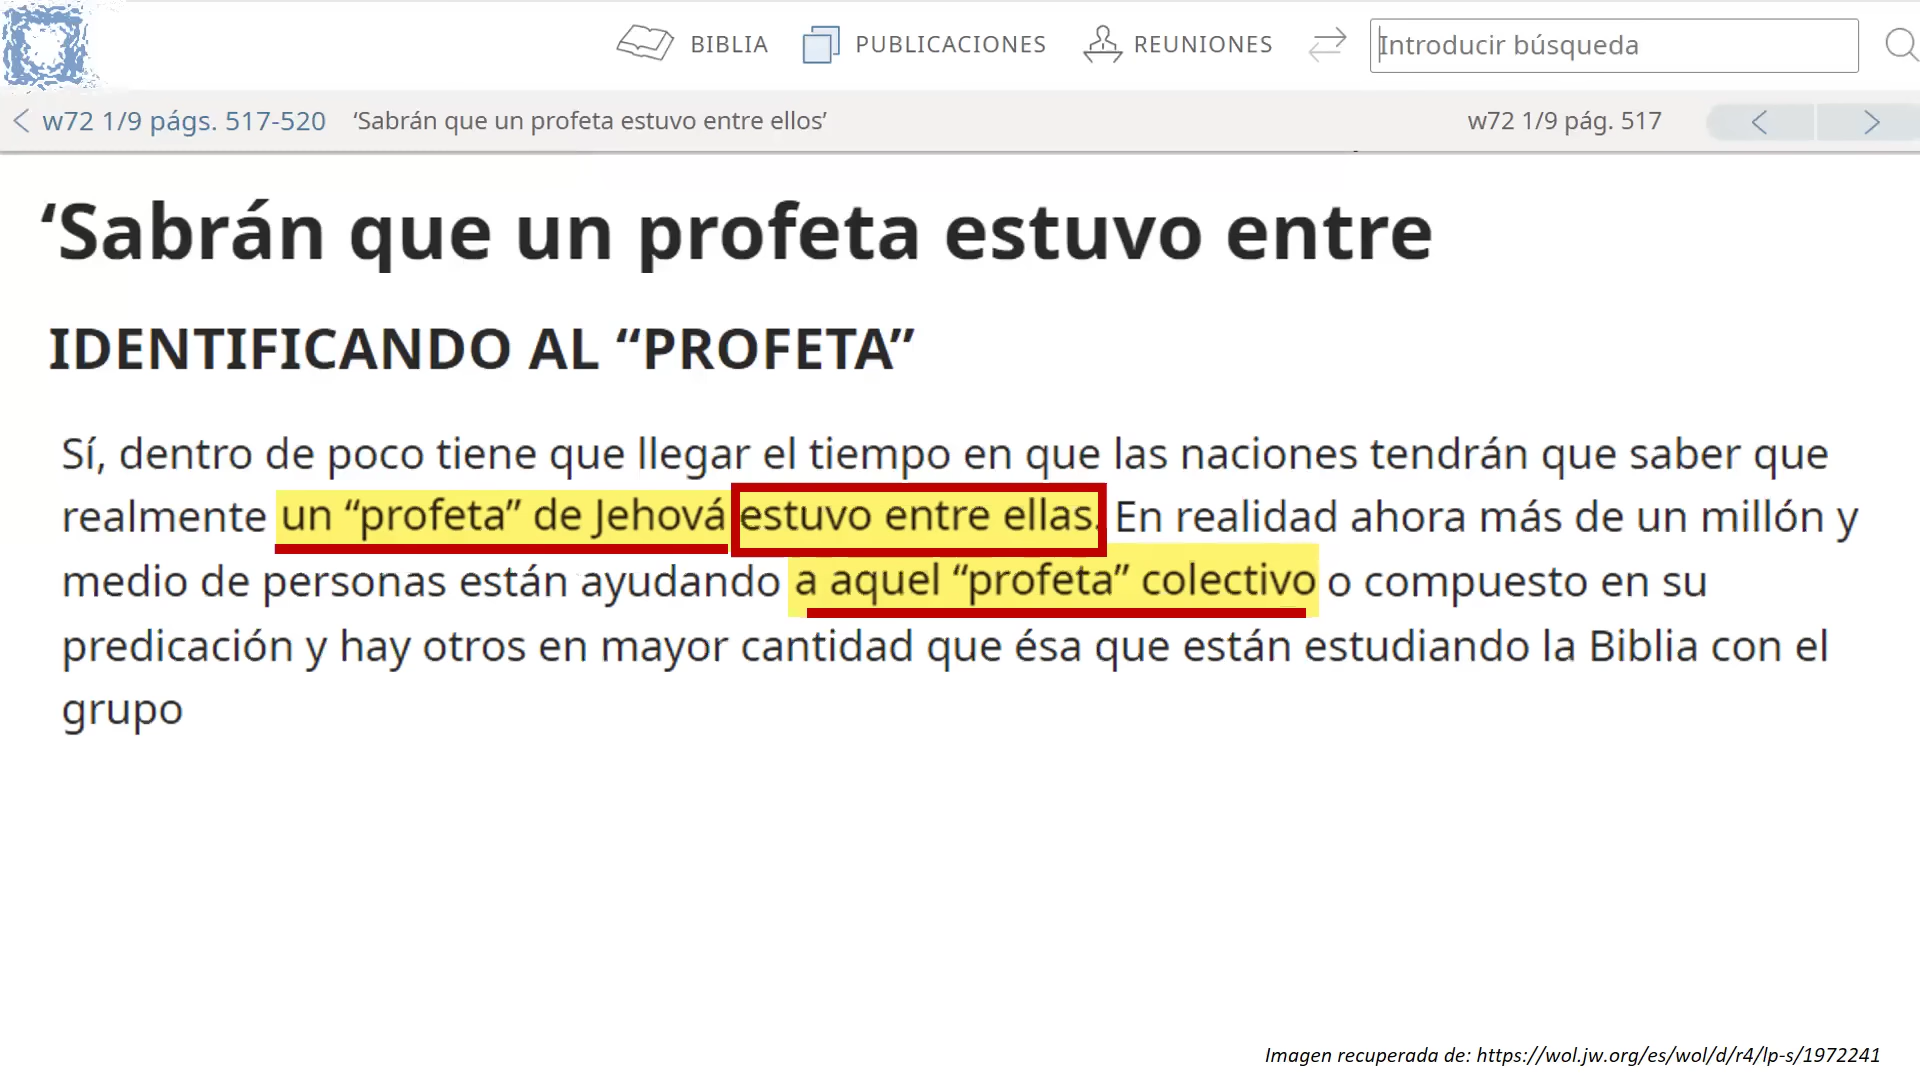 BIBLIA PUBLICACIONES REUNIONES Introducir búsqueda
w72 1/9 págs. 517-520 ‘Sabrán que un profeta estuvo entre ellos’ w72 1/9 pág. 517
‘Sabrán que un profeta estuvo entre
IDENTIFICANDO AL “PROFETA”
Sí, dentro de poco tiene que llegar el tiempo en que las naciones tendrán que saber que
realmente un “profeta” de Jehová estuvo entre ellas. En realidad ahora más de un millón y
medio de personas están ayudando a aquel “profeta” colectivo o compuesto en su
predicación y hay otros en mayor cantidad que ésa que están estudiando la Biblia con el
grupo
Imagen recuperada de: https://wol.jw.org/es/wol/d/r4/lp-s/1972241